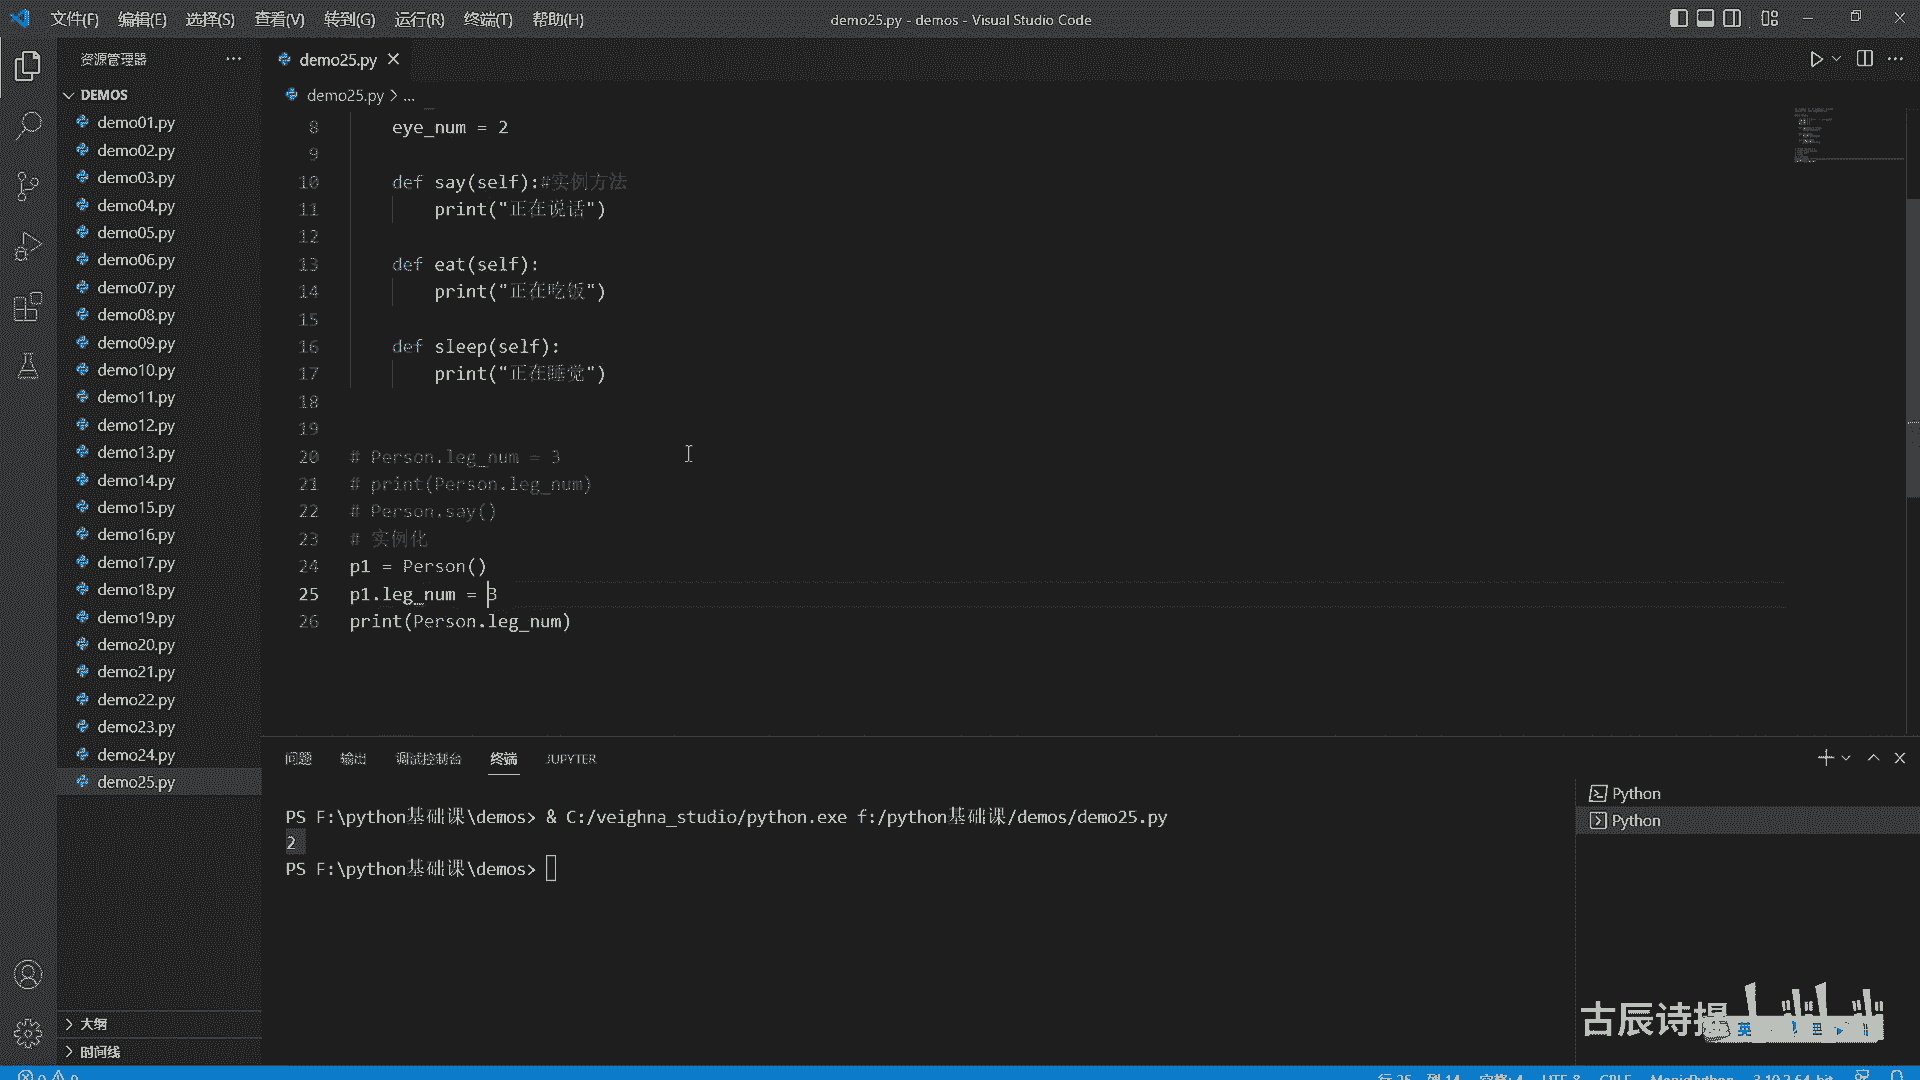 文件(F) 编辑(E) 选择(S) 查看(V) 转到(G) 运行(R) 终端(T) 帮助(H)
demo25.py - demos - Visual Studio Code
资源管理器
demo25.py
DEMOS
demo25.py > ...
demo01.py
demo02.py
demo03.py
demo04.py
demo05.py
demo06.py
demo07.py
demo08.py
demo09.py
demo10.py
demo11.py
demo12.py
demo13.py
demo14.py
demo15.py
demo16.py
demo17.py
demo18.py
demo19.py
demo20.py
demo21.py
demo22.py
demo23.py
demo24.py
demo25.py
大纲
时间线
8 eye_num = 2
9
10 def say(self):#实例方法
11 print("正在说话")
12
13 def eat(self):
14 print("正在吃饭")
15
16 def sleep(self):
17 print("正在睡觉")
18
19
20 # Person.leg_num = 3
21 # print(Person.leg_num)
22 # Person.say()
23 # 实例化
24 p1 = Person()
25 p1.leg_num = 3
26 print(Person.leg_num)
问题 输出 调试控制台 终端 JUPYTER
PS F:\python基础课\demos> & C:/veighna_studio/python.exe f:/python基础课/demos/demo25.py
2
PS F:\python基础课\demos>
Python
Python
古辰诗提
英